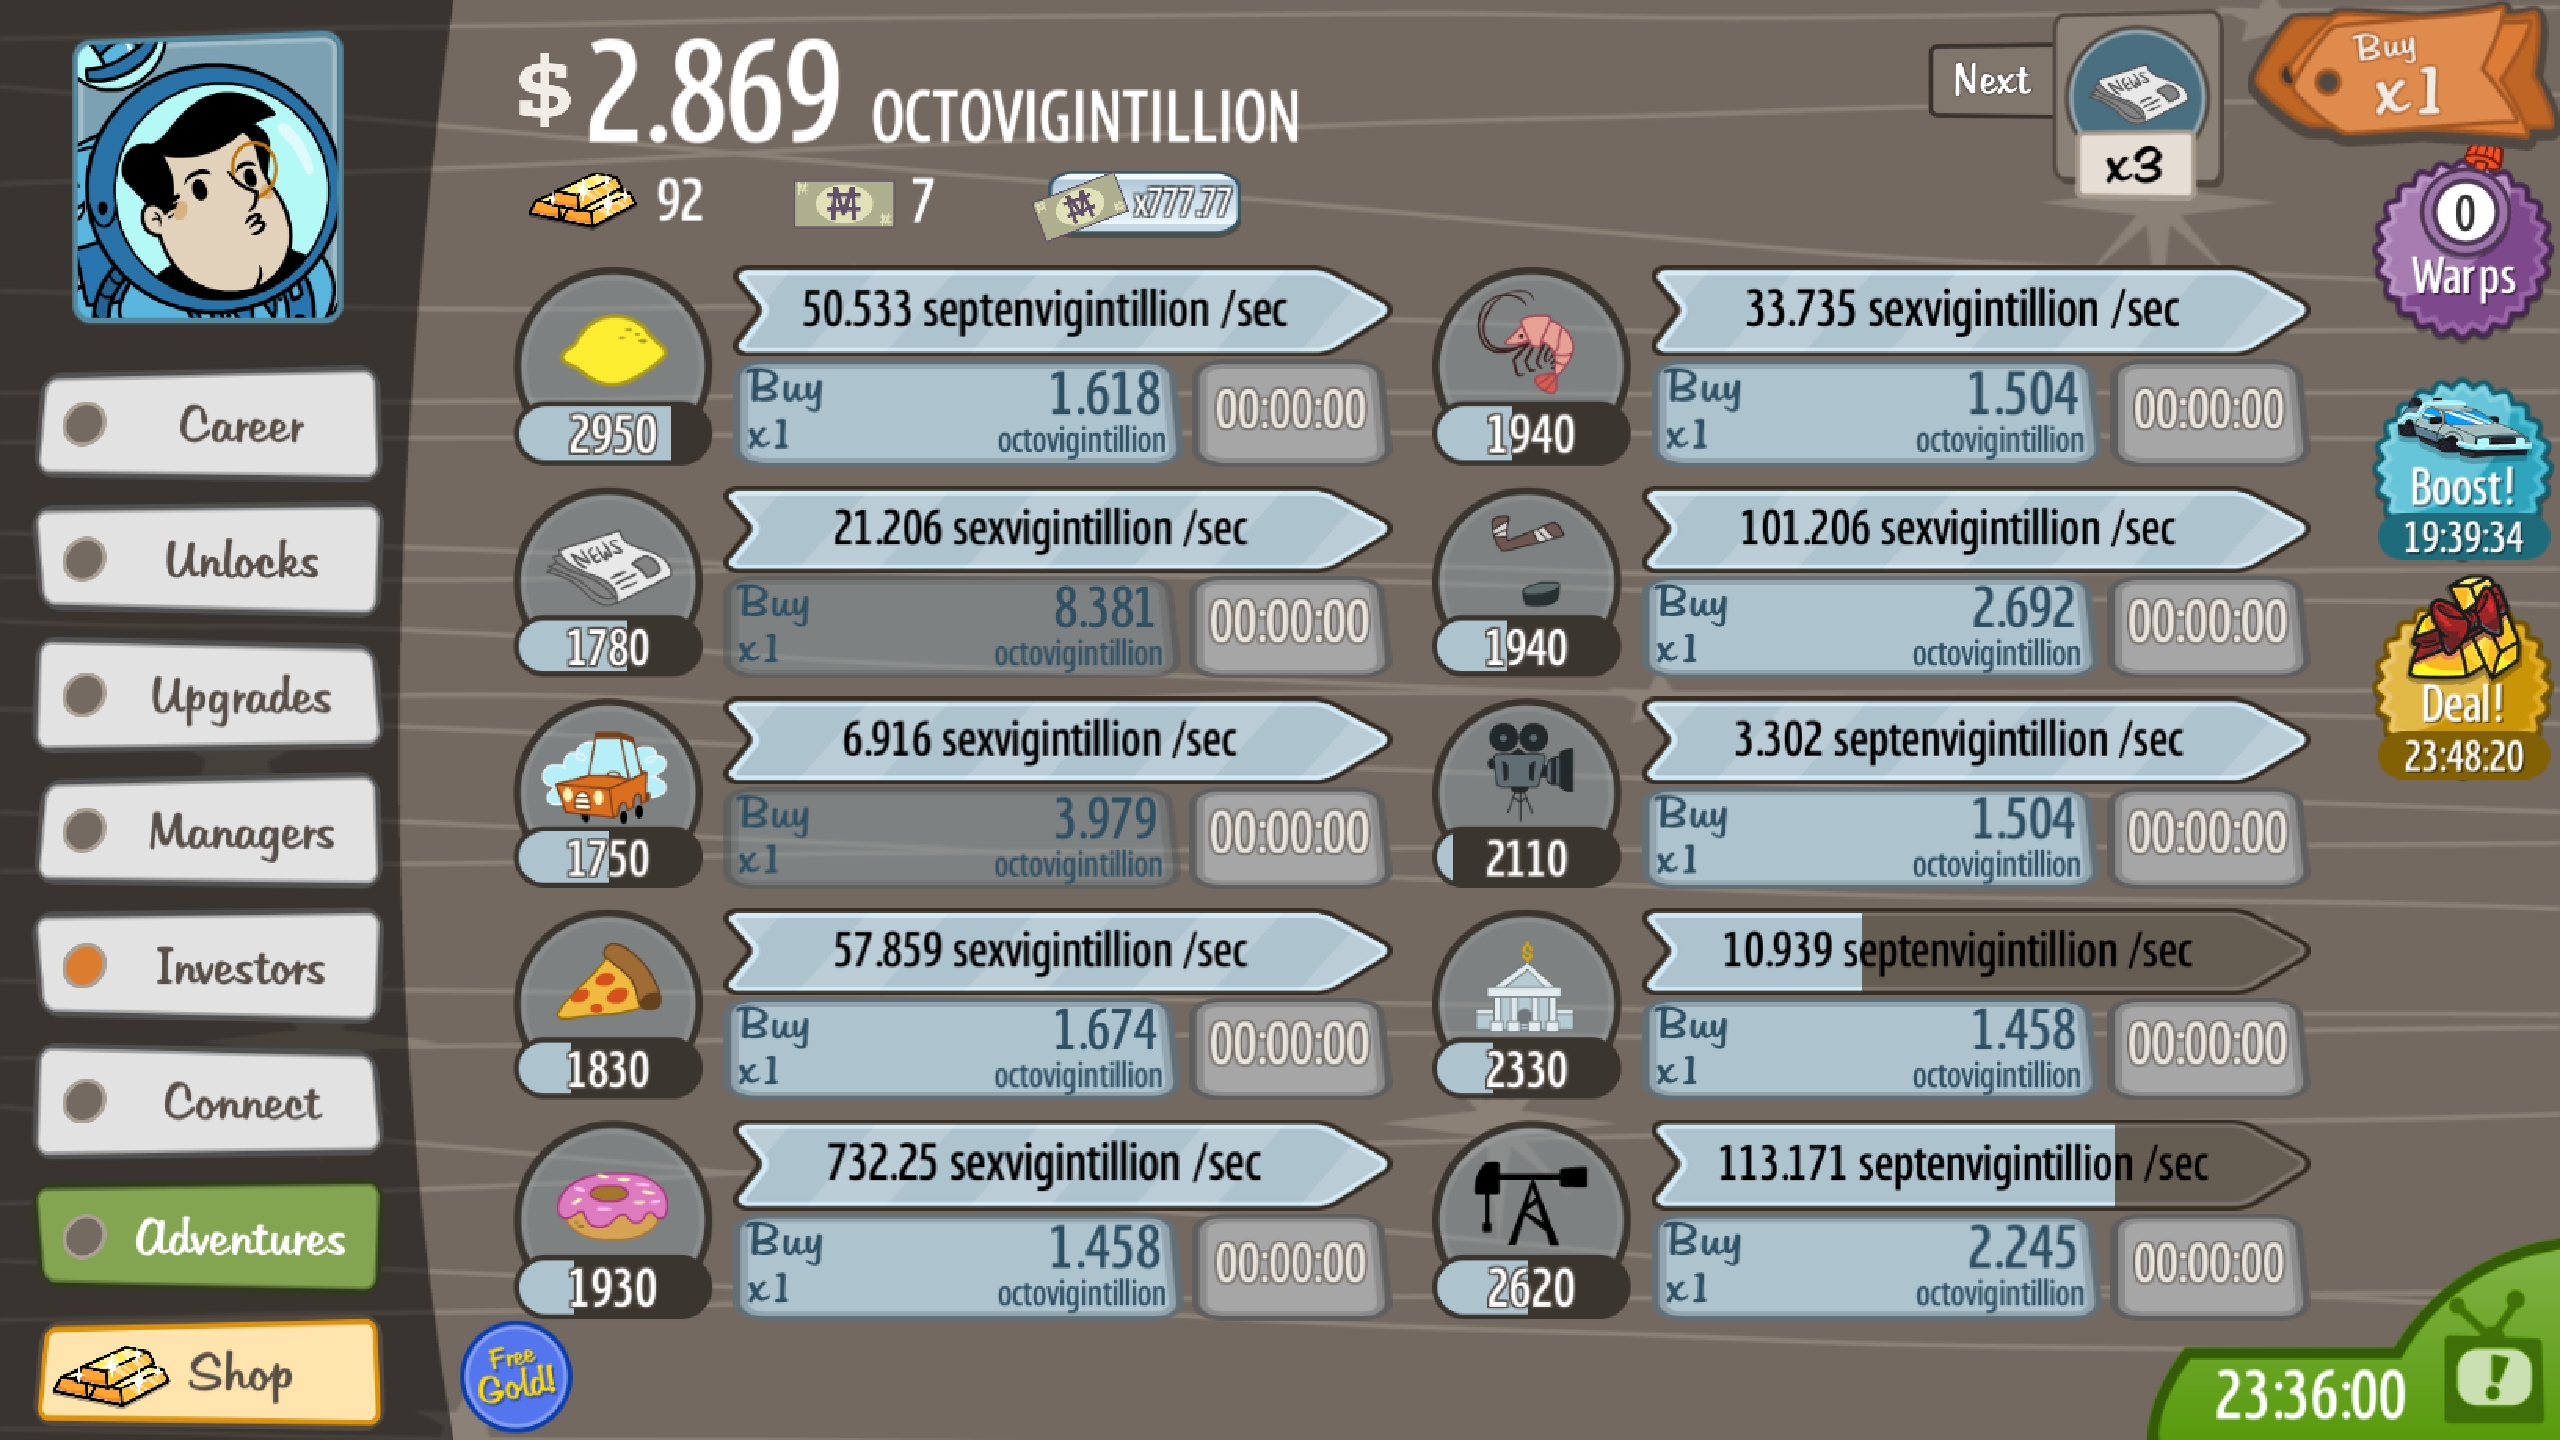 $2.869 OCTOVIGINTILLION
Next
x3
Buy
x1
92
7
x777.77
0
Warps
Boost!
19:39:34
Deal!
23:48:20
Career
Unlocks
Upgrades
Managers
Investors
Connect
Adventures
Shop
50.533 septenvigintillion /sec
2950
Buy
x1
1.618
octovigintillion
00:00:00
33.735 sexvigintillion /sec
1940
Buy
x1
1.504
octovigintillion
00:00:00
NEWS
21.206 sexvigintillion /sec
1780
Buy
x1
8.381
octovigintillion
00:00:00
101.206 sexvigintillion /sec
1940
Buy
x1
2.692
octovigintillion
00:00:00
6.916 sexvigintillion /sec
1750
Buy
x1
3.979
octovigintillion
00:00:00
3.302 septenvigintillion /sec
2110
Buy
x1
1.504
octovigintillion
00:00:00
57.859 sexvigintillion /sec
1830
Buy
x1
1.674
octovigintillion
00:00:00
10.939 septenvigintillion /sec
2330
Buy
x1
1.458
octovigintillion
00:00:00
732.25 sexvigintillion /sec
1930
Buy
x1
1.458
octovigintillion
00:00:00
113.171 septenvigintillion /sec
2620
Buy
x1
2.245
octovigintillion
00:00:00
Free
Gold!
23:36:00